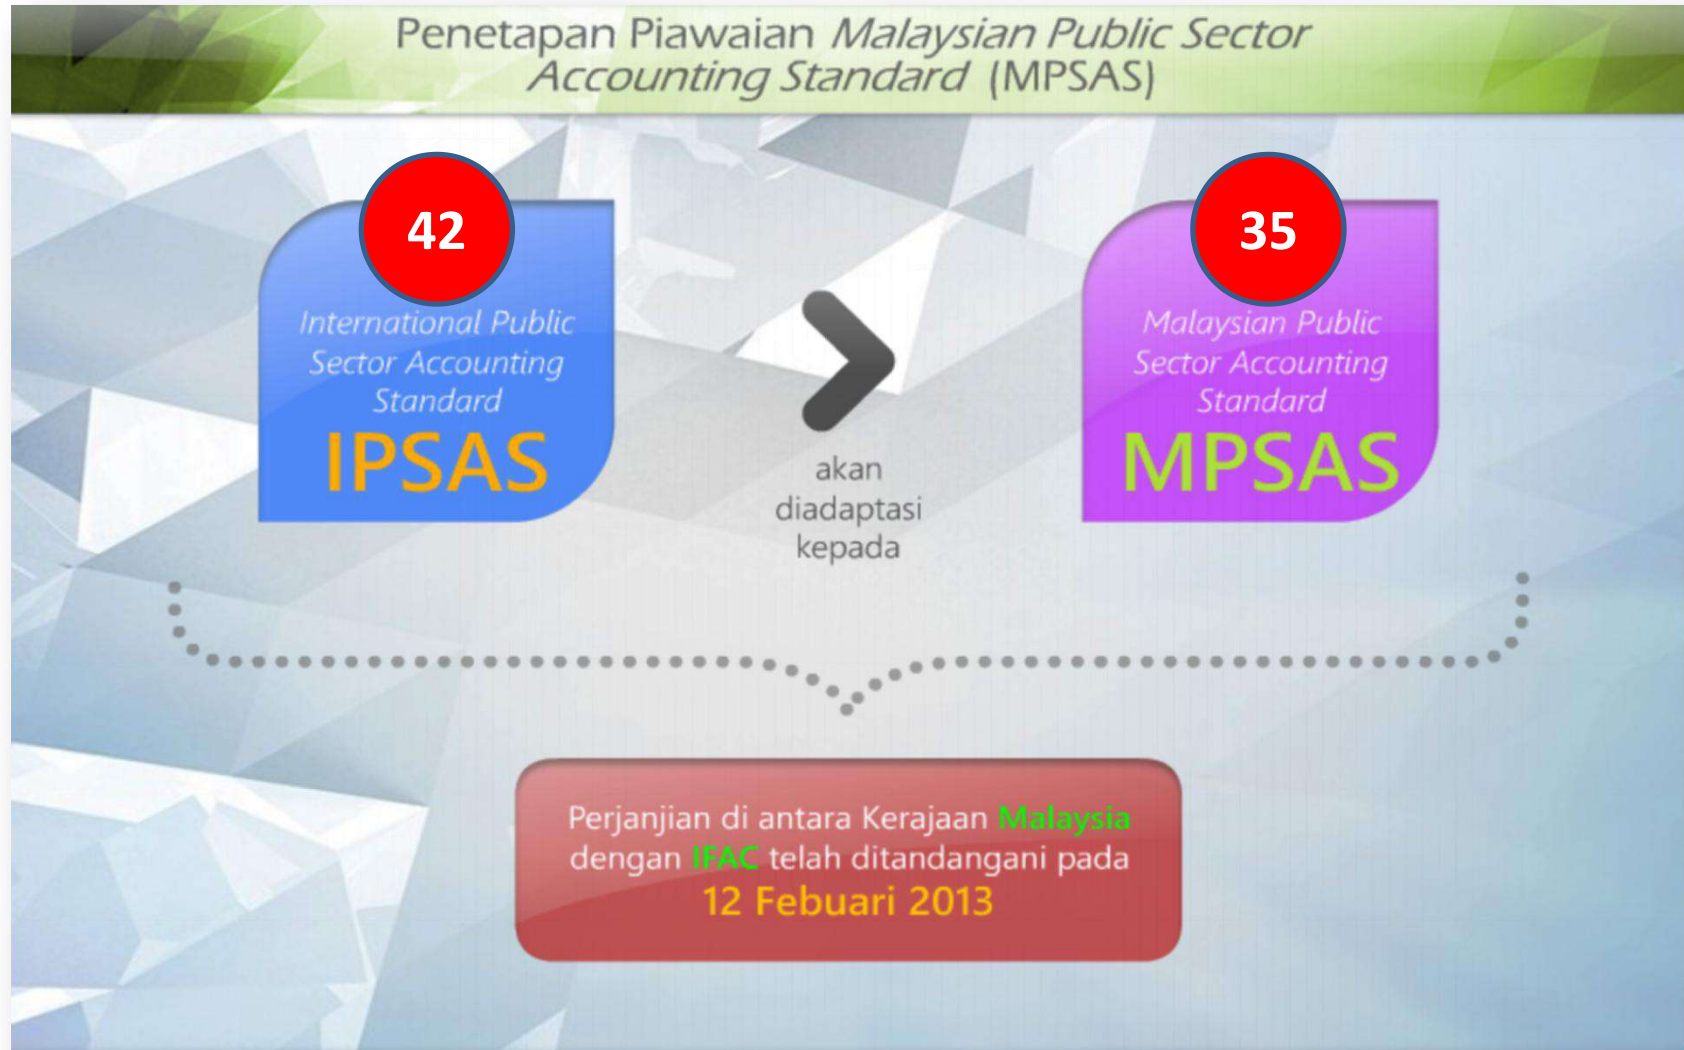 Penetapan Piawaian Malaysian Public Sector
Accounting Standard (MPSAS)
42
International Public
Sector Accounting
Standard
IPSAS
akan
diadaptasi
kepada
35
Malaysian Public
Sector Accounting
Standard
MPSAS
Perjanjian di antara Kerajaan Malaysia
dengan IFAC telah ditandangani pada
12 Febuari 2013